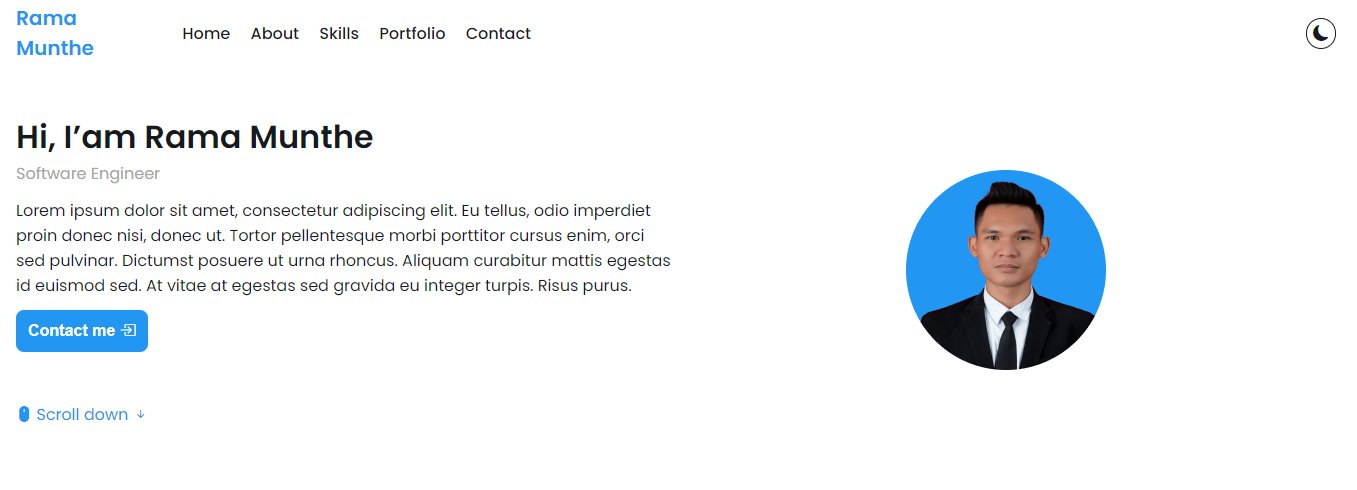 Rama
Munthe
Home About Skills Portfolio Contact
Hi, I’am Rama Munthe
Software Engineer
Lorem ipsum dolor sit amet, consectetur adipiscing elit. Eu tellus, odio imperdiet
proin donec nisi, donec ut. Tortor pellentesque morbi porttitor cursus enim, orci
sed pulvinar. Dictumst posuere ut urna rhoncus. Aliquam curabitur mattis egestas
id euismod sed. At vitae at egestas sed gravida eu integer turpis. Risus purus.
Contact me
Scroll down